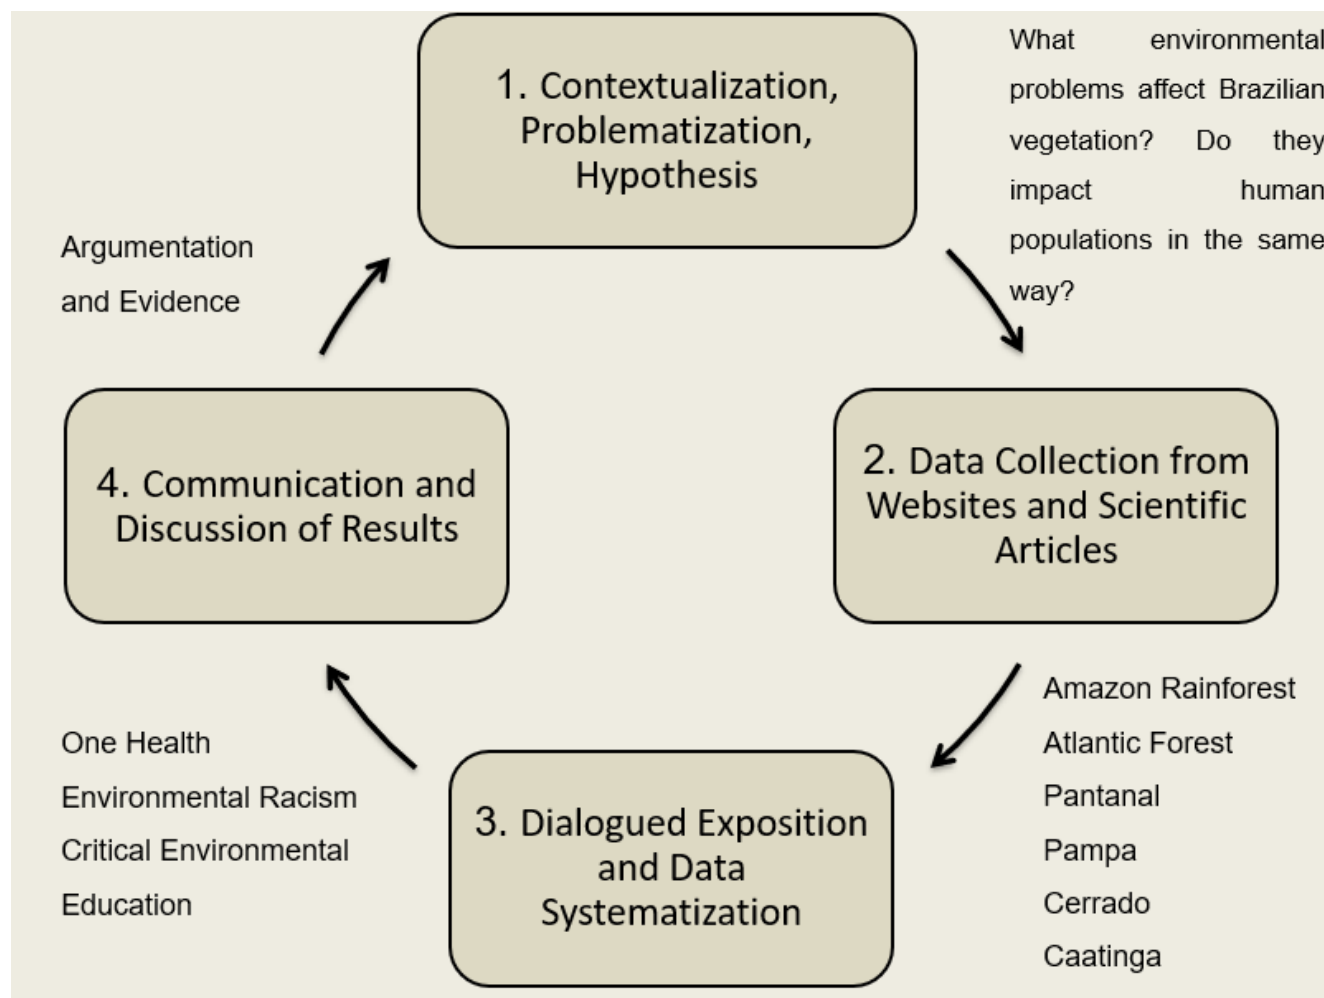 1. Contextualization,
Problematization,
Hypothesis
What environmental
problems affect Brazilian
vegetation? Do they
impact human
populations in the same
way?
2. Data Collection from
Websites and Scientific
Articles
Amazon Rainforest
Atlantic Forest
Pantanal
Pampa
Cerrado
Caatinga
3. Dialogued Exposition
and Data
Systematization
One Health
Environmental Racism
Critical Environmental
Education
4. Communication and
Discussion of Results
Argumentation
and Evidence